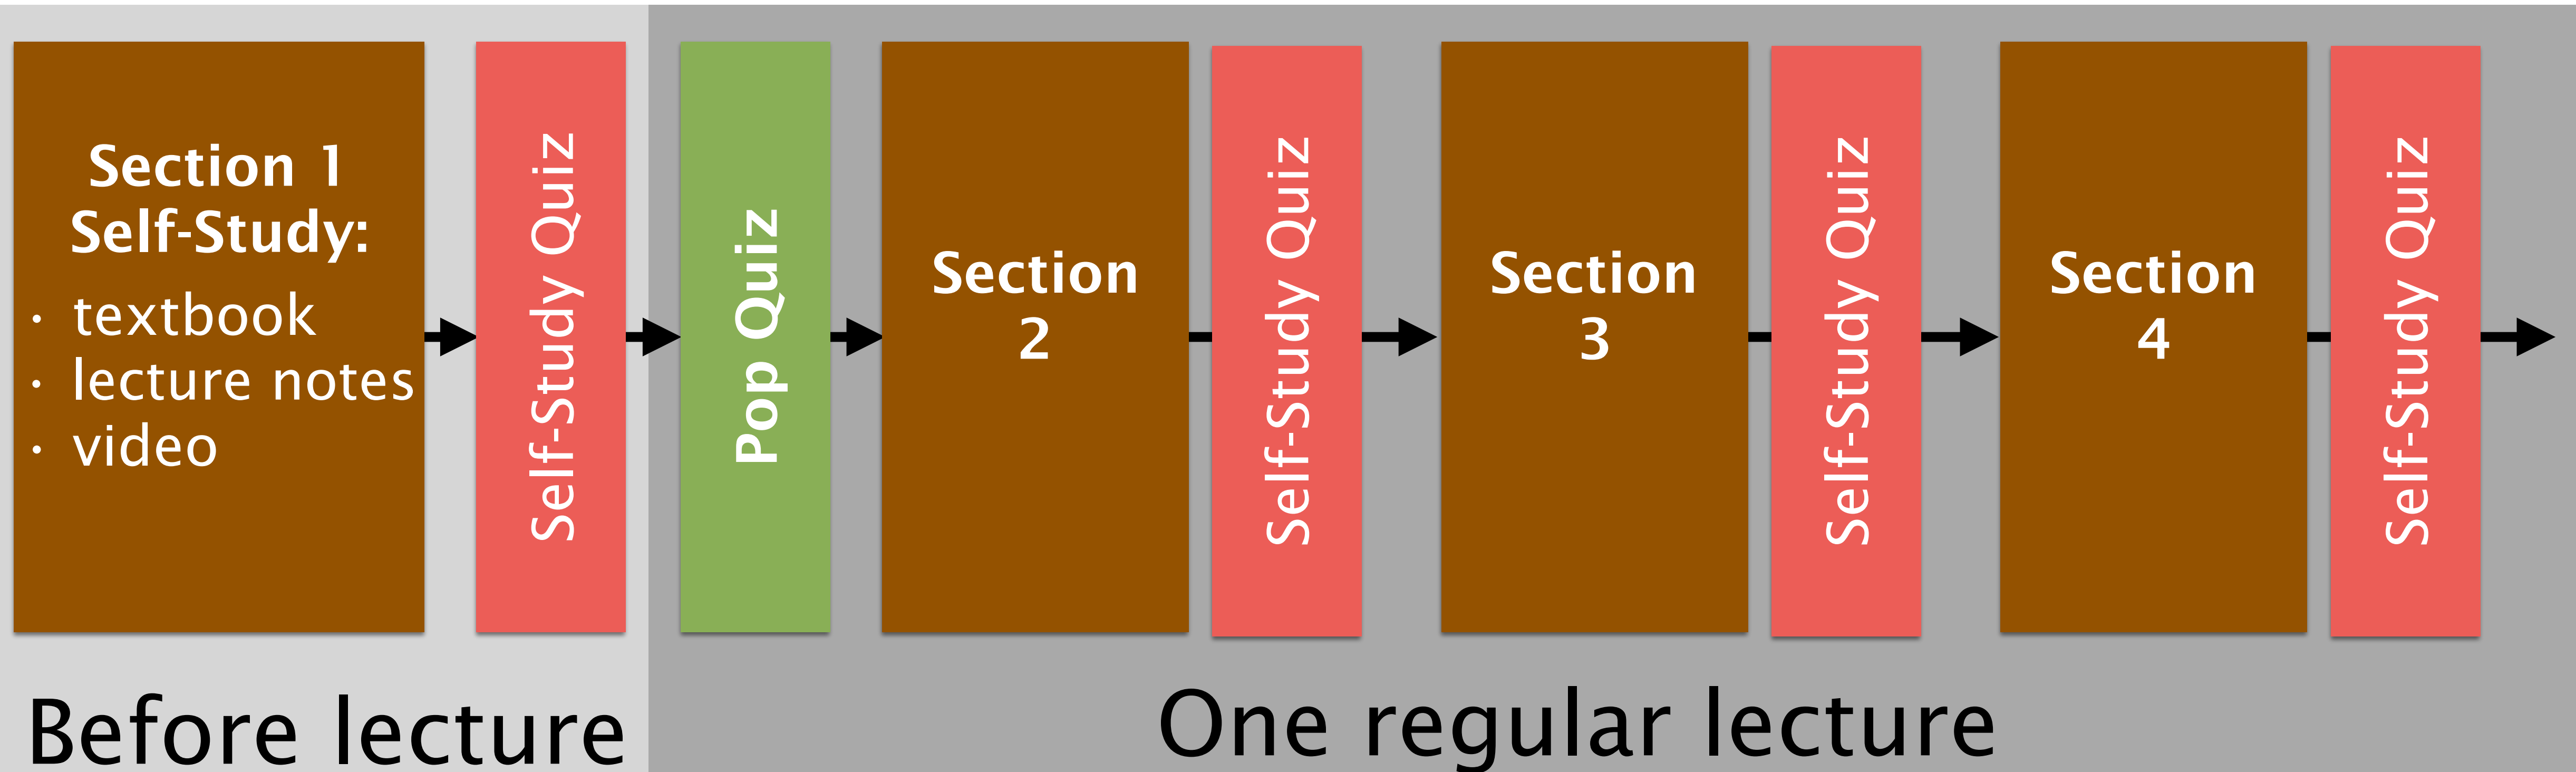 Section 1
Self-Study:
· textbook
· lecture notes
· video
Self-Study Quiz
Pop Quiz
Section
2
Self-Study Quiz
Section
3
Self-Study Quiz
Section
4
Self-Study Quiz
Before lecture
One regular lecture